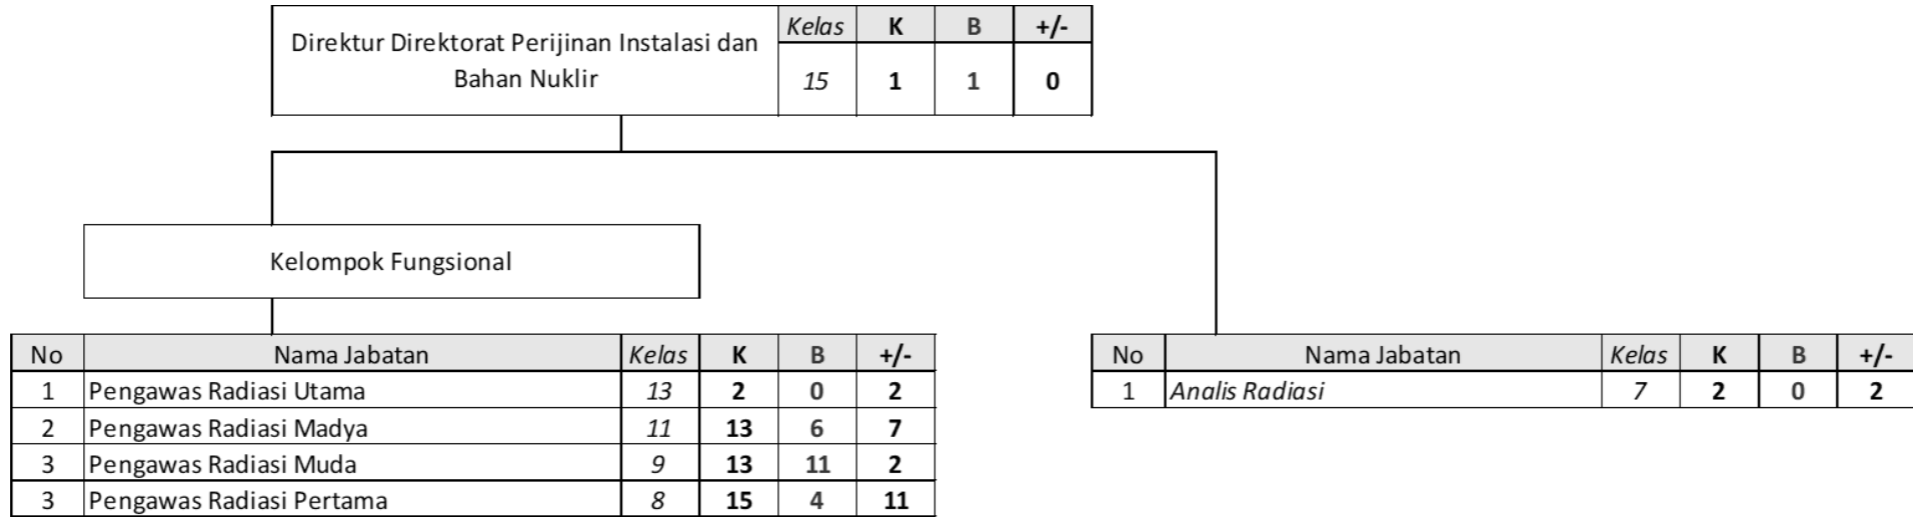 Direktur Direktorat Perijinan Instalasi dan
Bahan Nuklir
Kelas K B +/-
15 1 1 0
Kelompok Fungsional
No Nama Jabatan Kelas K B +/-
1 Pengawas Radiasi Utama 13 2 0 2
2 Pengawas Radiasi Madya 11 13 6 7
3 Pengawas Radiasi Muda 9 13 11 2
3 Pengawas Radiasi Pertama 8 15 4 11
No Nama Jabatan Kelas K B +/-
1 Analis Radiasi 7 2 0 2